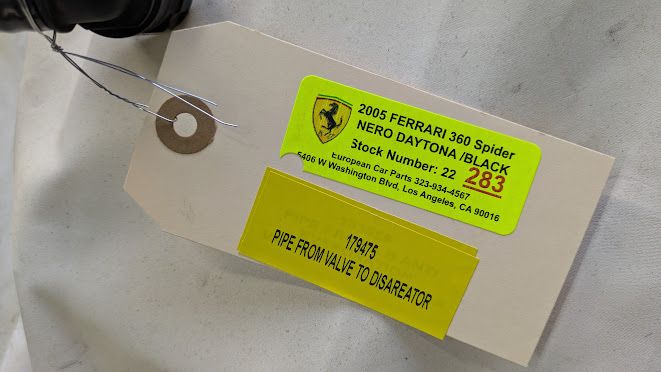 2005 FERRARI 360 Spider
NERO DAYTONA /BLACK
Stock Number: 22 283
European Car Parts 323-934-4567
5406 W Washington Blvd, Los Angeles, CA 90016
179475
PIPE FROM VALVE TO DISAREATOR